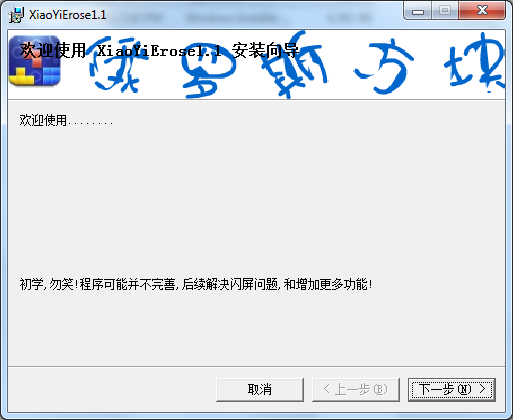 XiaoYiErose1.1
欢迎使用 XiaoYiErose1.1 安装向导
俄罗斯方块
欢迎使用........
初学,勿笑!程序可能并不完善,后续解决闪屏问题,和增加更多功能!
取消
< 上一步(B)
下一步(N) >